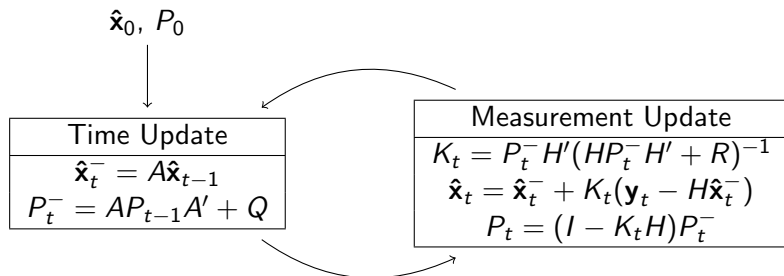 x̂₀, P₀
Time Update
x̂ₜ⁻ = Ax̂ₜ₋₁
Pₜ⁻ = APₜ₋₁A′ + Q
Measurement Update
Kₜ = Pₜ⁻H′(HPₜ⁻H′ + R)⁻¹
x̂ₜ = x̂ₜ⁻ + Kₜ(yₜ − Hx̂ₜ⁻)
Pₜ = (I − KₜH)Pₜ⁻